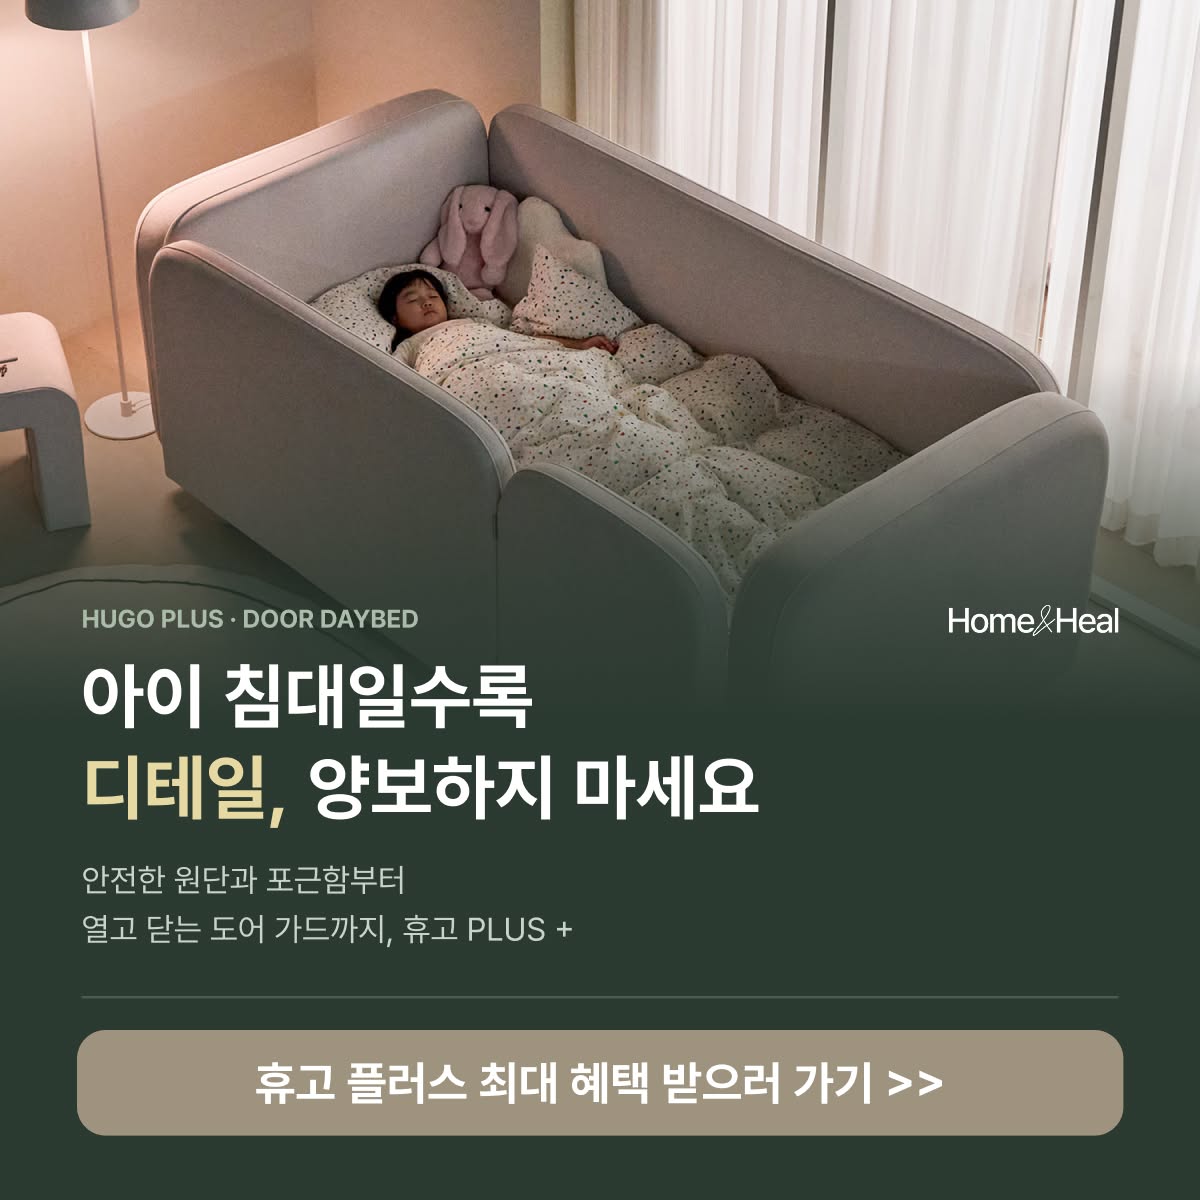 HUGO PLUS · DOOR DAYBED
Home&Heal
아이 침대일수록
디테일, 양보하지 마세요
안전한 원단과 포근함부터
열고 닫는 도어 가드까지, 휴고 PLUS +
휴고 플러스 최대 혜택 받으러 가기 >>